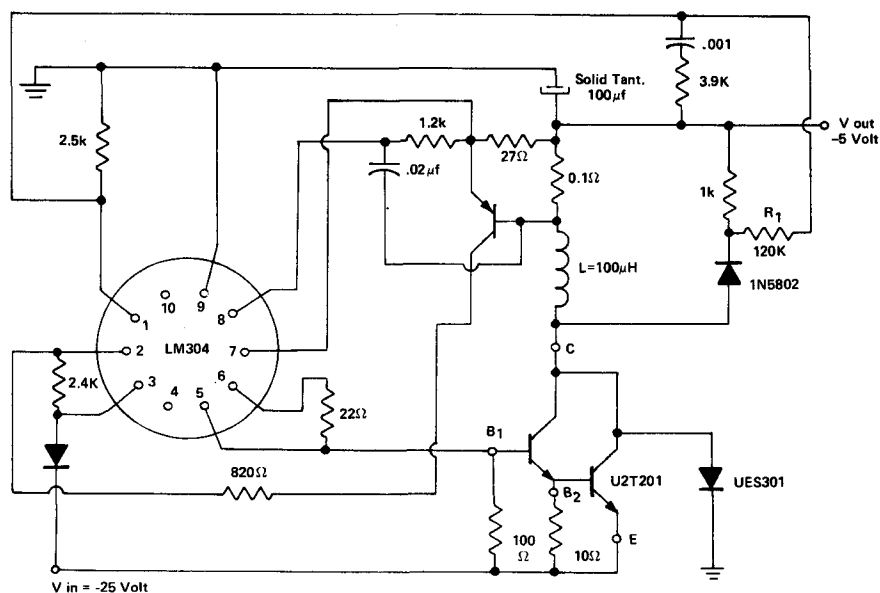 .001
3.9K
Solid Tant.
100μf
V out
-5 Volt
2.5k
1.2k
27Ω
.02μf
0.1Ω
1k
R1
120K
L=100μH
1N5802
10
9
8
1
LM304
2
7
3
6
4
5
2.4K
C
22Ω
B1
820Ω
U2T201
UES301
B2
100
Ω
10Ω
E
V in = -25 Volt